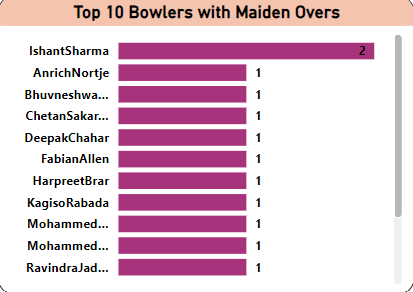 Top 10 Bowlers with Maiden Overs
IshantSharma 2
AnrichNortje 1
Bhuvneshwa... 1
ChetanSakar... 1
DeepakChahar 1
FabianAllen 1
HarpreetBrar 1
KagisoRabada 1
Mohammed... 1
Mohammed... 1
RavindraJad... 1